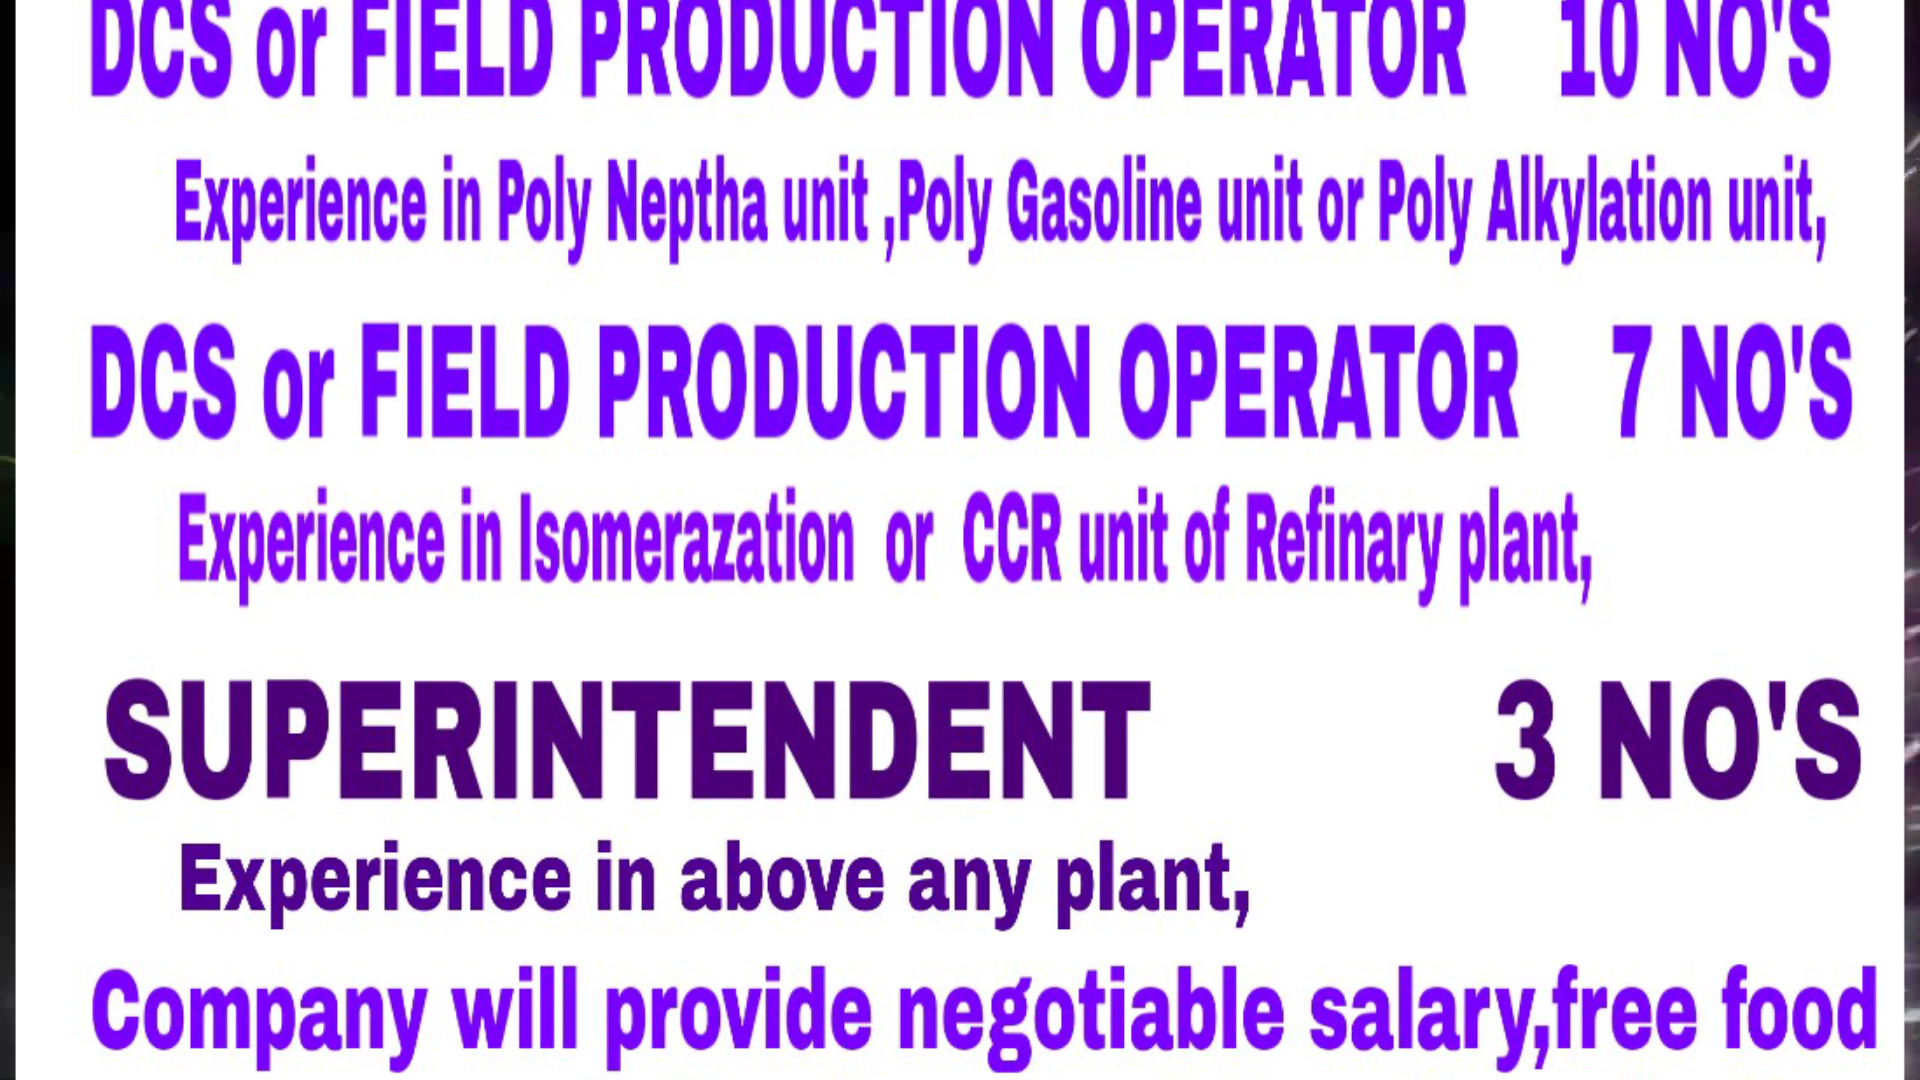 DCS or FIELD PRODUCTION OPERATOR 10 NO'S
Experience in Poly Neptha unit ,Poly Gasoline unit or Poly Alkylation unit,
DCS or FIELD PRODUCTION OPERATOR 7 NO'S
Experience in Isomerazation or CCR unit of Refinary plant,
SUPERINTENDENT 3 NO'S
Experience in above any plant,
Company will provide negotiable salary,free food